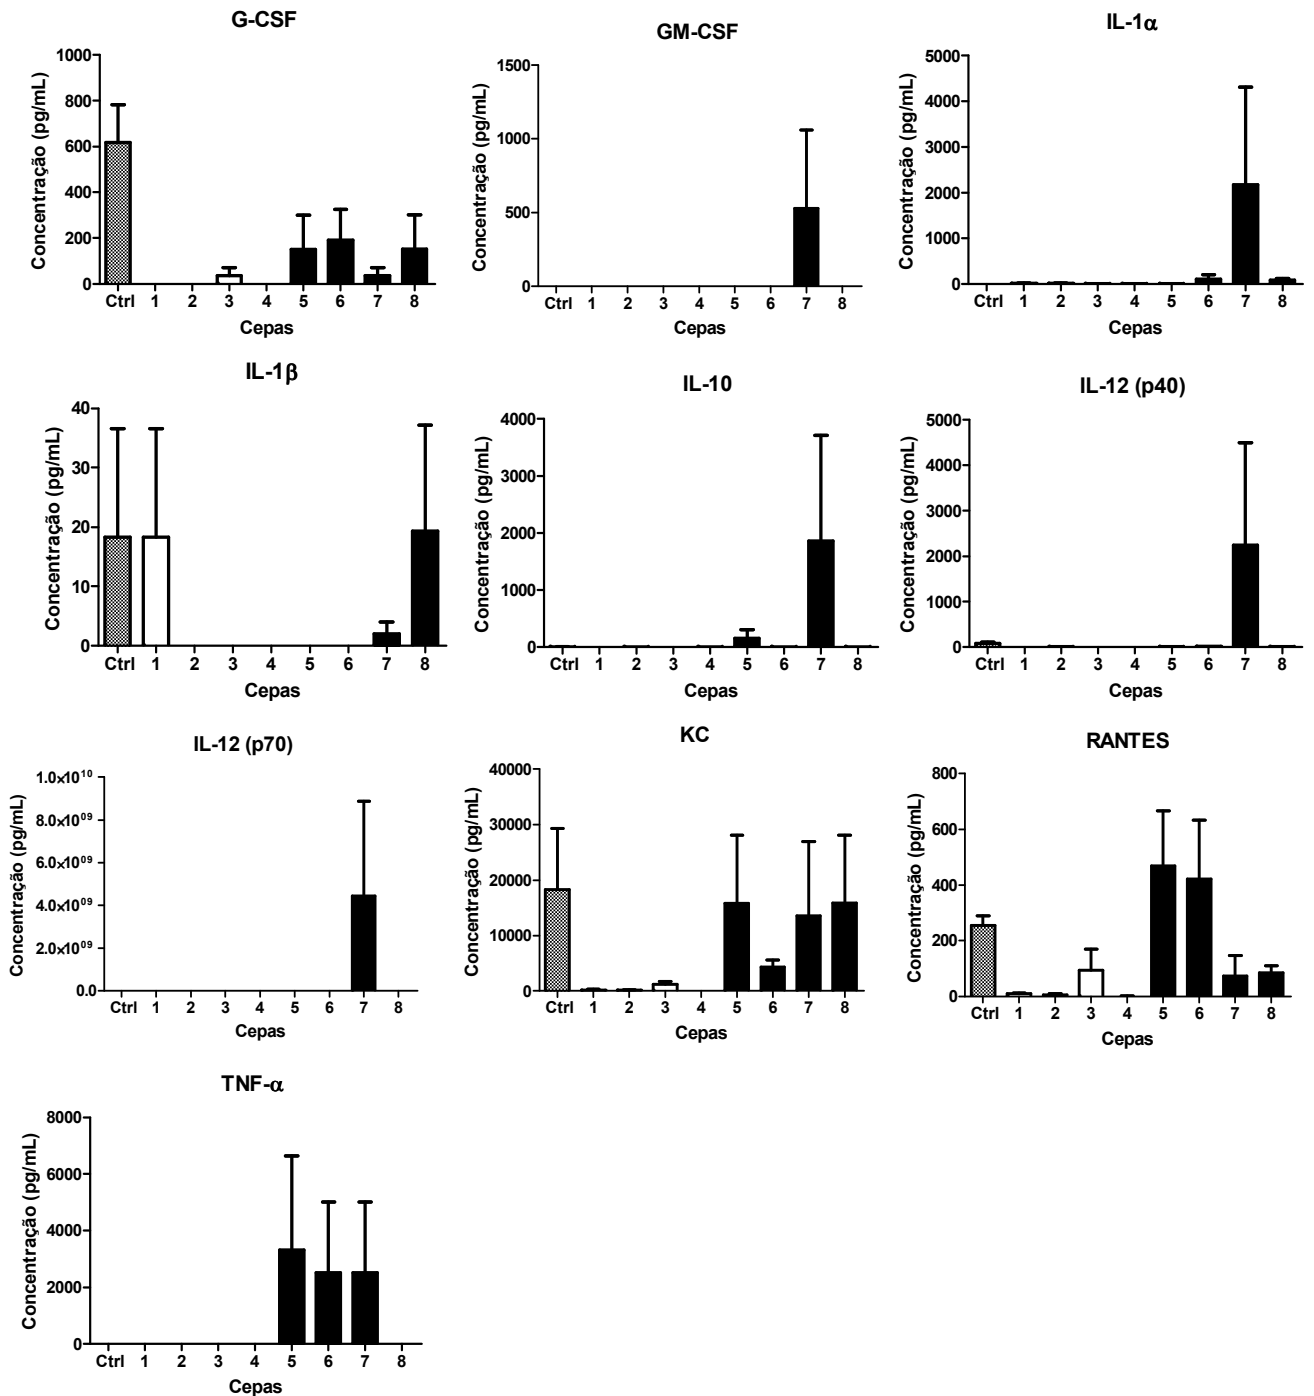 G-CSF
Concentração (pg/mL)
1000
800
600
400
200
0
Ctrl 1 2 3 4 5 6 7 8
Cepas
GM-CSF
Concentração (pg/mL)
1500
1000
500
0
Ctrl 1 2 3 4 5 6 7 8
Cepas
IL-1α
Concentração (pg/mL)
5000
4000
3000
2000
1000
0
Ctrl 1 2 3 4 5 6 7 8
Cepas
IL-1β
Concentração (pg/mL)
40
30
20
10
0
Ctrl 1 2 3 4 5 6 7 8
Cepas
IL-10
Concentração (pg/mL)
4000
3000
2000
1000
0
Ctrl 1 2 3 4 5 6 7 8
Cepas
IL-12 (p40)
Concentração (pg/mL)
5000
4000
3000
2000
1000
0
Ctrl 1 2 3 4 5 6 7 8
Cepas
IL-12 (p70)
Concentração (pg/mL)
1.0×10¹⁰
8.0×10⁰⁹
6.0×10⁰⁹
4.0×10⁰⁹
2.0×10⁰⁹
0.0
Ctrl 1 2 3 4 5 6 7 8
Cepas
KC
Concentração (pg/mL)
40000
30000
20000
10000
0
Ctrl 1 2 3 4 5 6 7 8
Cepas
RANTES
Concentração (pg/mL)
800
600
400
200
0
Ctrl 1 2 3 4 5 6 7 8
Cepas
TNF-α
Concentração (pg/mL)
8000
6000
4000
2000
0
Ctrl 1 2 3 4 5 6 7 8
Cepas